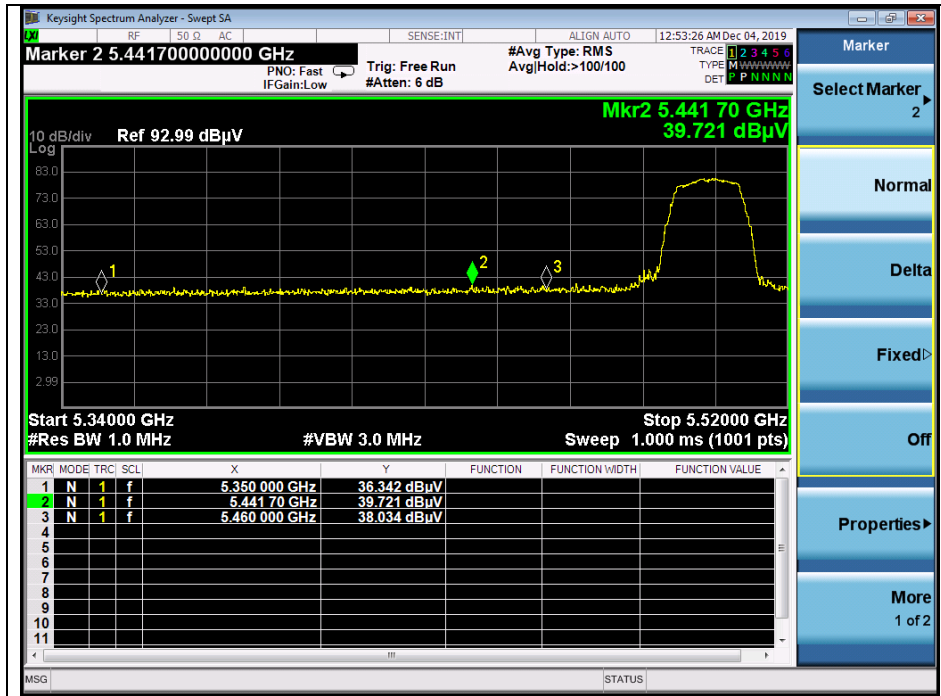 Keysight Spectrum Analyzer - Swept SA
LXI RF 50 Ω AC SENSE:INT ALIGN AUTO 12:53:26 AM Dec 04, 2019
Marker 2 5.441700000000 GHz
PNO: Fast
IFGain:Low
Trig: Free Run
#Atten: 6 dB
#Avg Type: RMS
Avg|Hold:>100/100
TRACE 1 2 3 4 5 6
TYPE M WWWWW
DET P P N N N N
Mkr2 5.441 70 GHz
39.721 dBµV
10 dB/div Ref 92.99 dBµV
Log
83.0
73.0
63.0
53.0
43.0
33.0
23.0
13.0
2.99
1
2
3
Start 5.34000 GHz Stop 5.52000 GHz
#Res BW 1.0 MHz #VBW 3.0 MHz Sweep 1.000 ms (1001 pts)
MKR MODE TRC SCL X Y FUNCTION FUNCTION WIDTH FUNCTION VALUE
1 N 1 f 5.350 000 GHz 36.342 dBµV
2 N 1 f 5.441 70 GHz 39.721 dBµV
3 N 1 f 5.460 000 GHz 38.034 dBµV
4
5
6
7
8
9
10
11
MSG STATUS
Marker
Select Marker
2
Normal
Delta
Fixed
Off
Properties
More
1 of 2